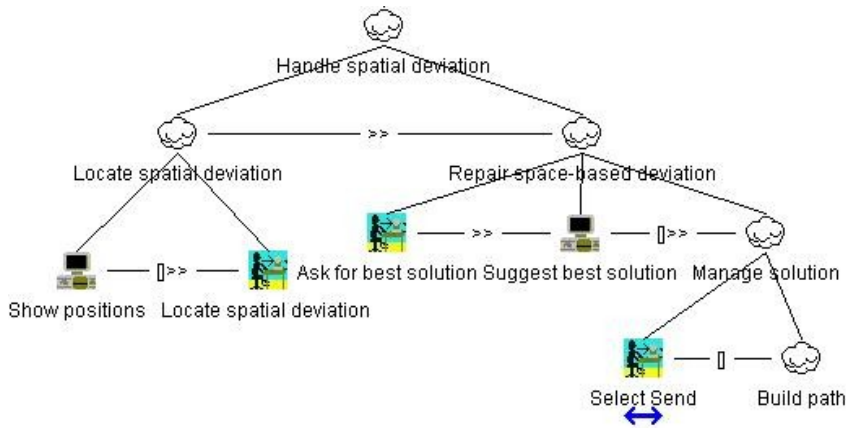 Handle spatial deviation
>>
Locate spatial deviation
Repair space-based deviation
>>
[]>>
[]>>
Ask for best solution
Suggest best solution
Manage solution
Show positions
Locate spatial deviation
[]
Select Send
Build path